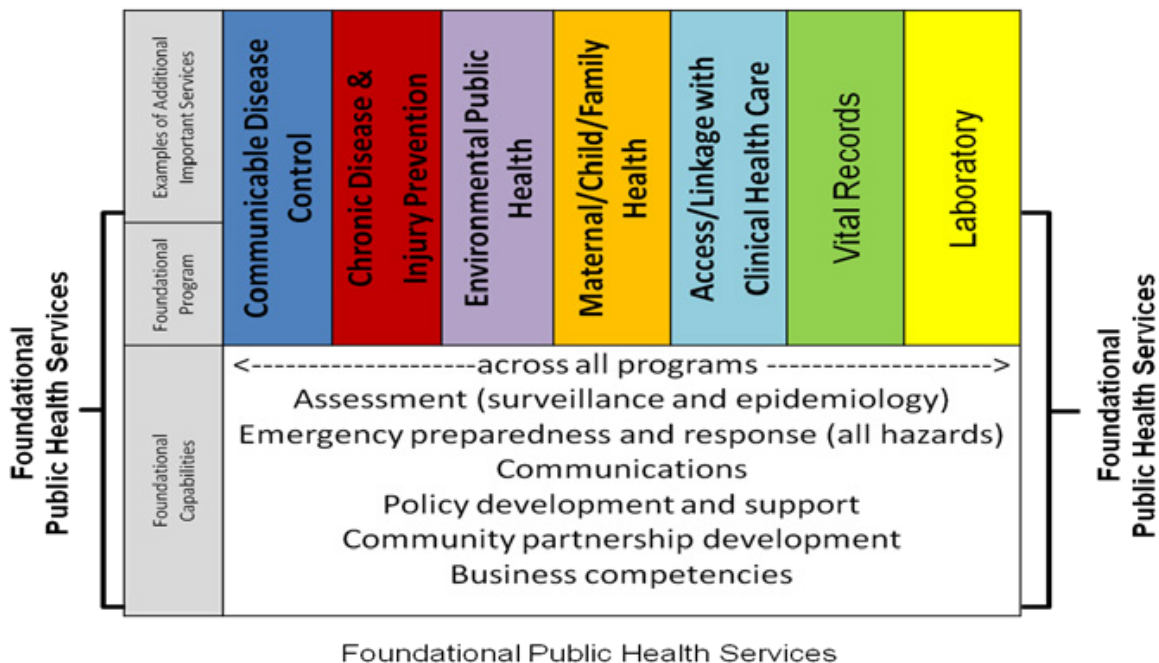 Foundational
Public Health Services
Examples of Additional
Important Services
Foundational
Program
Foundational
Capabilities
Communicable Disease
Control
Chronic Disease &
Injury Prevention
Environmental Public
Health
Maternal/Child/Family
Health
Access/Linkage with
Clinical Health Care
Vital Records
Laboratory
<--------------------across all programs --------------------->
Assessment (surveillance and epidemiology)
Emergency preparedness and response (all hazards)
Communications
Policy development and support
Community partnership development
Business competencies
Foundational
Public Health Services
Foundational Public Health Services